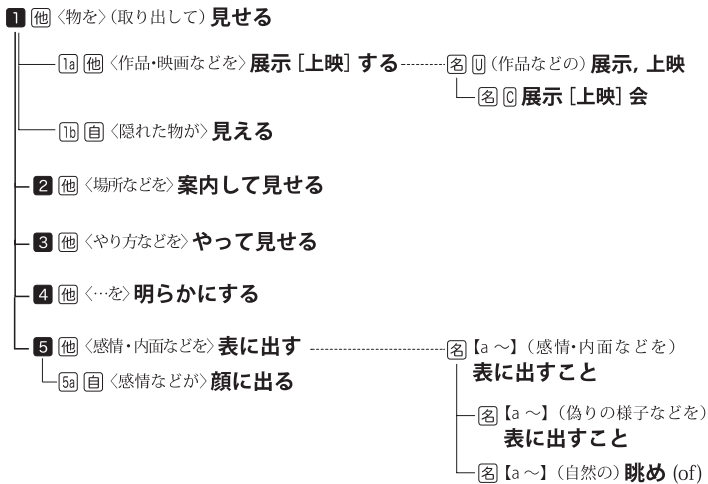 1 他 〈物を〉(取り出して) 見せる
1a 他 〈作品・映画などを〉 展示 [上映] する
名 U (作品などの) 展示, 上映
名 C 展示 [上映] 会
1b 自 〈隠れた物が〉 見える
2 他 〈場所などを〉 案内して見せる
3 他 〈やり方などを〉 やって見せる
4 他 〈…を〉 明らかにする
5 他 〈感情・内面などを〉 表に出す
名 【a ～】 (感情・内面などを)
表に出すこと
5a 自 〈感情などが〉 顔に出る
名 【a ～】 (偽りの様子などを)
表に出すこと
名 【a ～】 (自然の) 眺め (of)